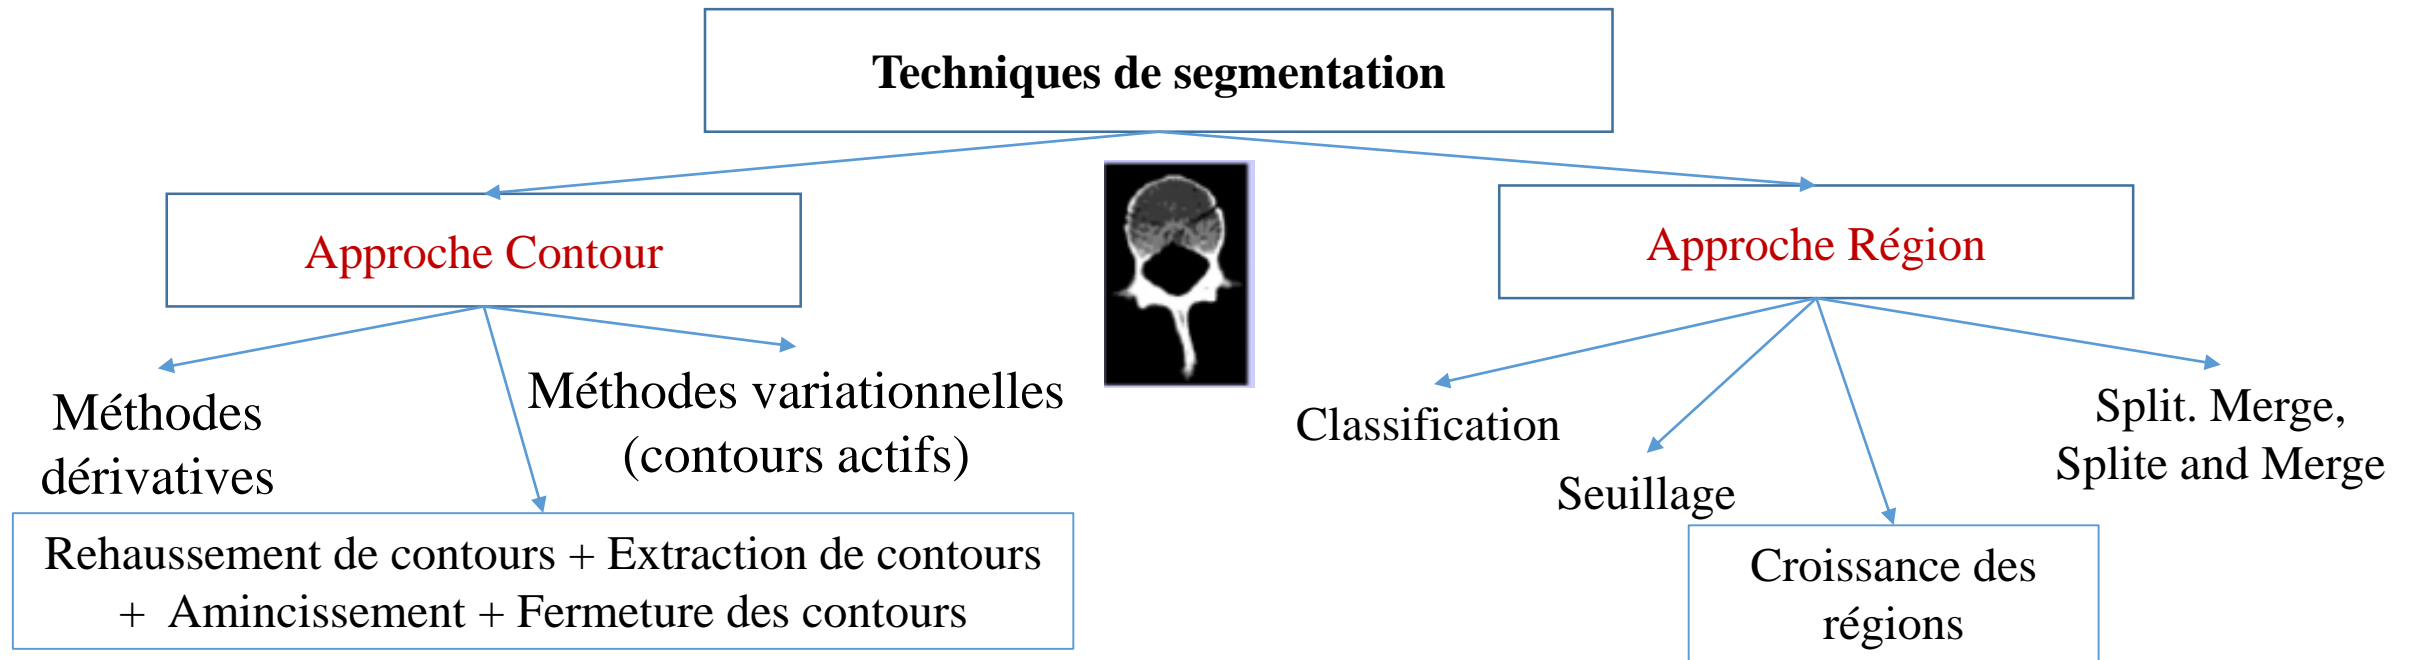 Techniques de segmentation
Approche Contour
Approche Région
Méthodes
dérivatives
Méthodes variationnelles
(contours actifs)
Rehaussement de contours + Extraction de contours
+ Amincissement + Fermeture des contours
Classification
Seuillage
Croissance des
régions
Split. Merge,
Splite and Merge